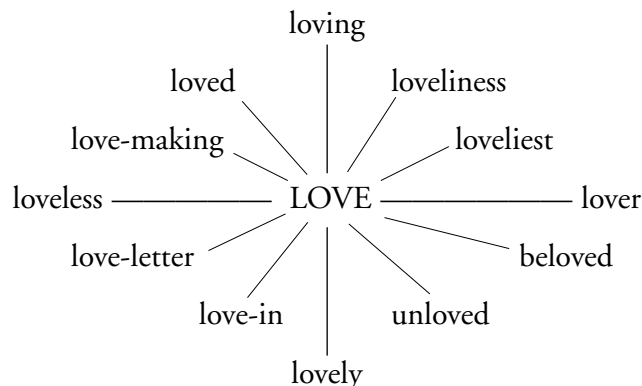 loving
loved loveliness
love-making loveliest
loveless LOVE lover
love-letter beloved
love-in unloved
lovely